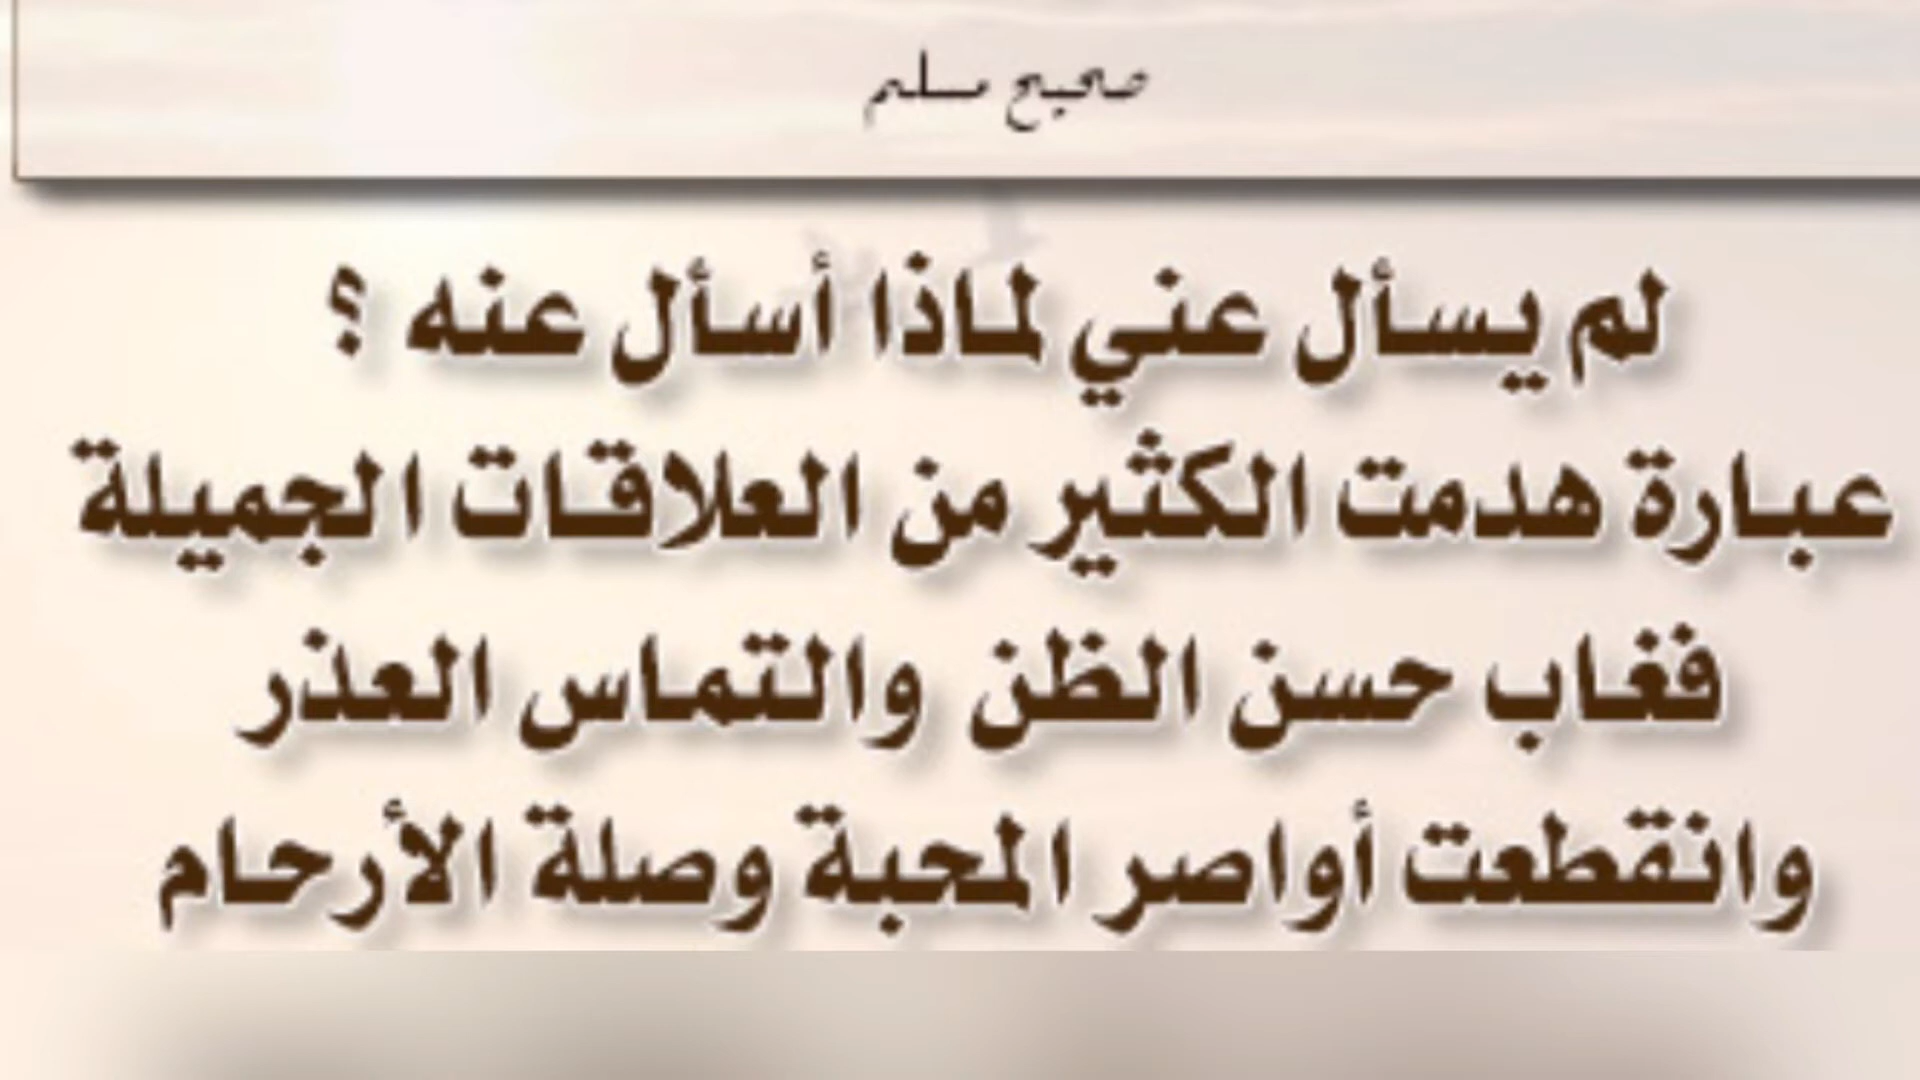 صحيح مسلم
لم يسأل عني لماذا أسأل عنه ؟
عبارة هدمت الكثير من العلاقات الجميلة
فغاب حسن الظن والتماس العذر
وانقطعت أواصر المحبة وصلة الأرحام